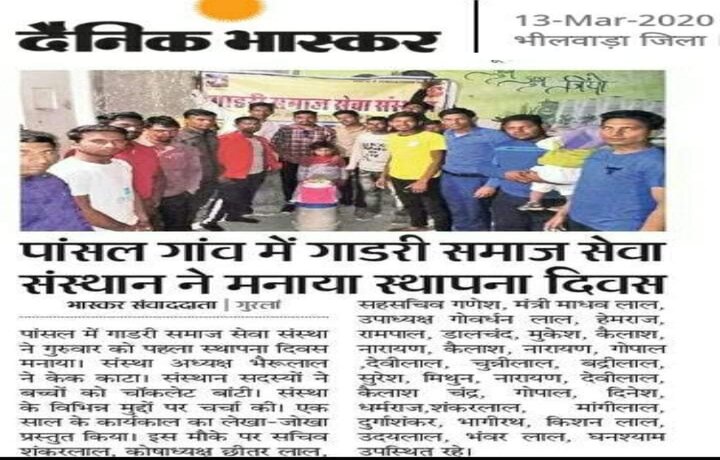 दैनिक भास्कर
13-Mar-2020
भीलवाड़ा जिला
गाडरी समाज सेवा संस
पांसल गांव में गाडरी समाज सेवा
संस्थान ने मनाया स्थापना दिवस
भास्कर संवाददाता | गुरलां
पांसल में गाडरी समाज सेवा संस्था
ने गुरुवार को पहला स्थापना दिवस
मनाया। संस्था अध्यक्ष भैरूलाल
ने केक काटा। संस्थान सदस्यों ने
बच्चों को चॉकलेट बांटी। संस्था
के विभिन्न मुद्दों पर चर्चा की। एक
साल के कार्यकाल का लेखा-जोखा
प्रस्तुत किया। इस मौके पर सचिव
शंकरलाल, कोषाध्यक्ष छीतर लाल,
सहसचिव गणेश, मंत्री माधव लाल,
उपाध्यक्ष गोवर्धन लाल, हेमराज,
रामपाल, डालचंद, मुकेश, कैलाश,
नारायण, कैलाश, नारायण, गोपाल
,देवीलाल, चुन्नीलाल, बद्रीलाल,
सुरेश, मिथुन, नारायण, देवीलाल,
कैलाश चंद्र, गोपाल, दिनेश,
धर्मराज,शंकरलाल, मांगीलाल,
दुर्गाशंकर, भागीरथ, किशन लाल,
उदयलाल, भंवर लाल, घनश्याम
उपस्थित रहे।